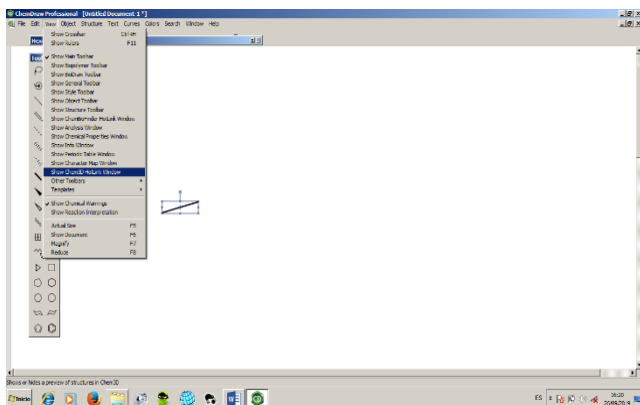 ChemDraw Professional - [Untitled Document-1 *]
File Edit View Object Structure Text Curves Colors Search Window Help
Show Crosshair Ctrl+H
Show Rulers F11
Show Main Toolbar
Show Biopolymer Toolbar
Show BioDraw Toolbar
Show General Toolbar
Show Style Toolbar
Show Object Toolbar
Show Structure Toolbar
Show ChemBioFinder HotLink Window
Show Analysis Window
Show Chemical Properties Window
Show Info Window
Show Periodic Table Window
Show Character Map Window
Show Chem3D HotLink Window
Other Toolbars
Templates
Show Chemical Warnings
Show Reaction Interpretation
Actual Size F5
Show Document F6
Magnify F7
Reduce F8
Shows or hides a preview of structures in Chem3D
Inicio
ES
16:20